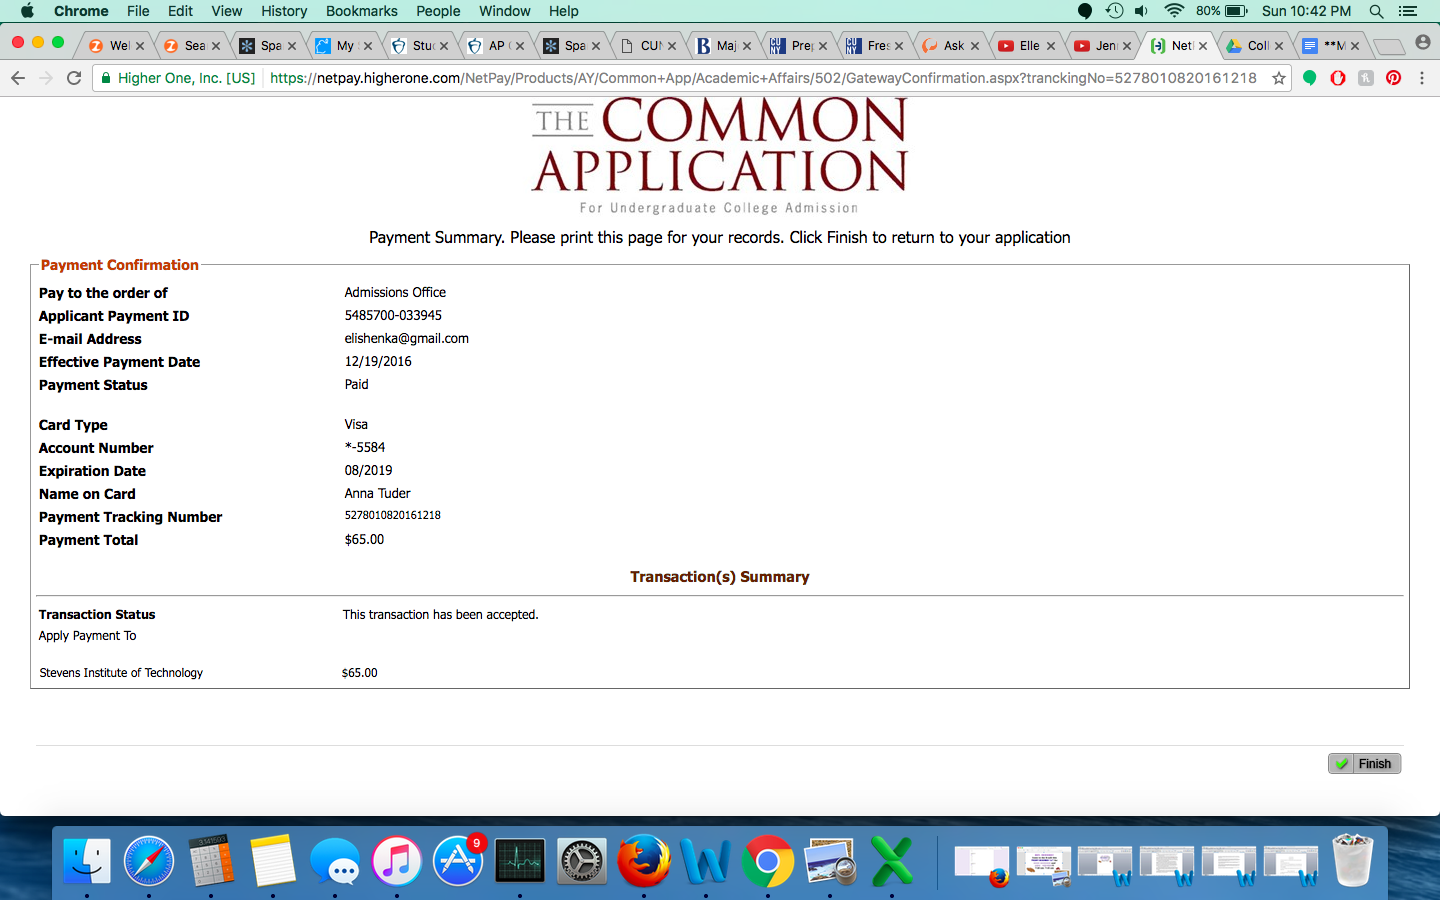 Chrome File Edit View History Bookmarks People Window Help 80% Sun 10:42 PM
Wel Sea Spa My Stu AP Spa CUN Maj Pre Fres Ask Elle Jen Net Coll **M
Higher One, Inc. [US] https://netpay.higherone.com/NetPay/Products/AY/Common+App/Academic+Affairs/502/GatewayConfirmation.aspx?tranckingNo=5278010820161218
THE COMMON
APPLICATION
For Undergraduate College Admission
Payment Summary. Please print this page for your records. Click Finish to return to your application
Payment Confirmation
Pay to the order of Admissions Office
Applicant Payment ID 5485700-033945
E-mail Address elishenka@gmail.com
Effective Payment Date 12/19/2016
Payment Status Paid
Card Type Visa
Account Number *-5584
Expiration Date 08/2019
Name on Card Anna Tuder
Payment Tracking Number 5278010820161218
Payment Total $65.00
Transaction(s) Summary
Transaction Status This transaction has been accepted.
Apply Payment To
Stevens Institute of Technology $65.00
Finish
9